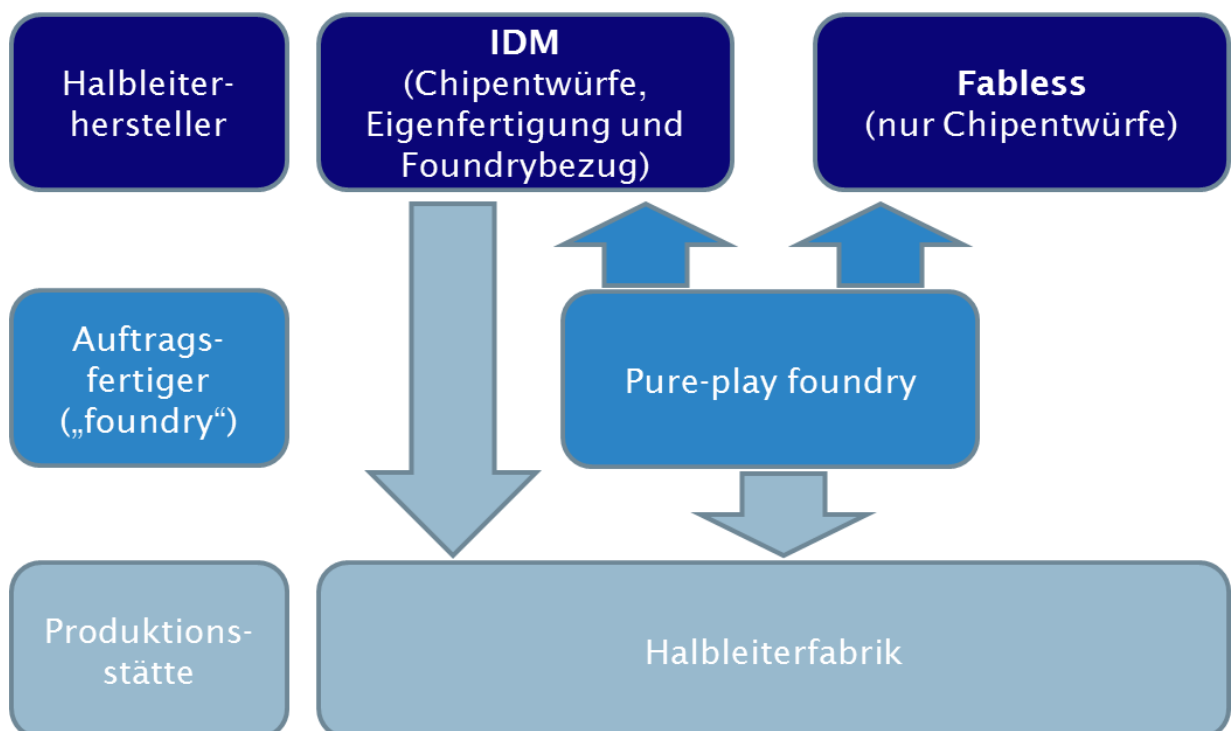 Halbleiter-
hersteller
IDM
(Chipentwürfe,
Eigenfertigung und
Foundrybezug)
Fabless
(nur Chipentwürfe)
Auftrags-
fertiger
(„foundry“)
Pure-play foundry
Produktions-
stätte
Halbleiterfabrik